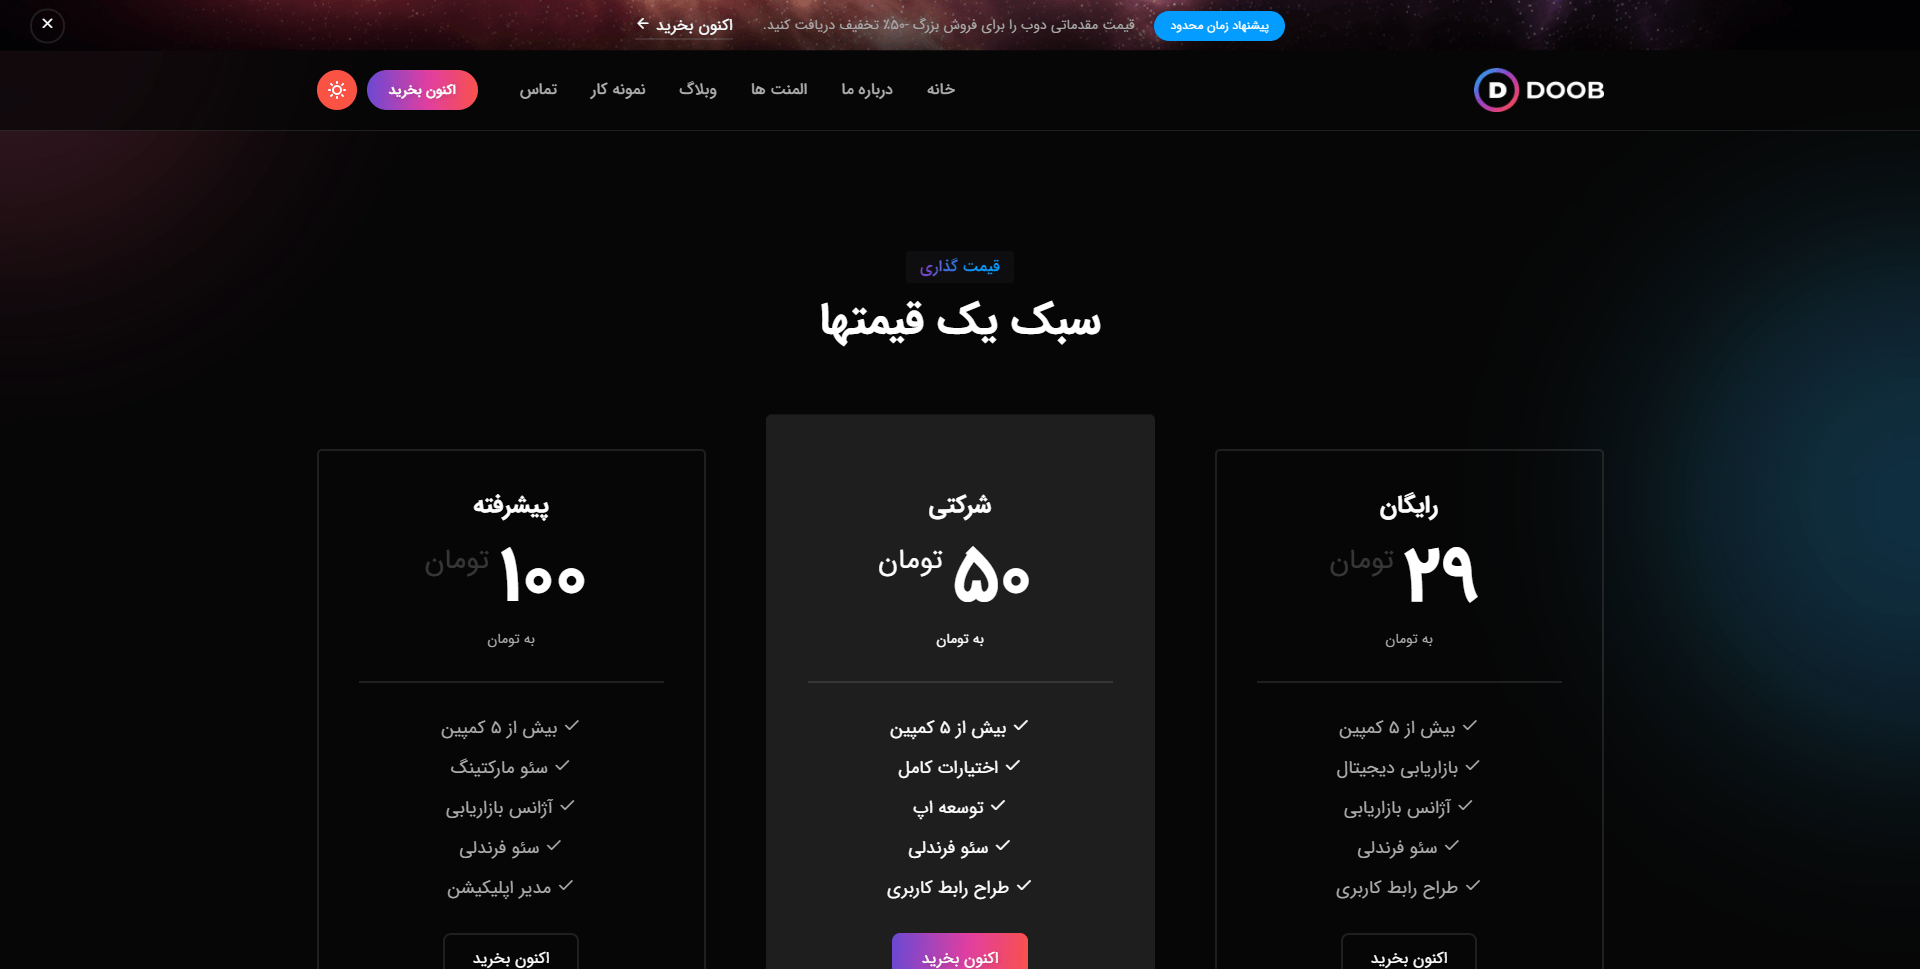 پیشنهاد زمان محدود قیمت مقدماتی دوب را برای فروش بزرگ -۵۰٪ تخفیف دریافت کنید. اکنون بخرید
DOOB
خانه درباره ما المنت ها وبلاگ نمونه کار تماس اکنون بخرید
قیمت گذاری
سبک یک قیمتها
رایگان
۲۹ تومان
به تومان
بیش از ۵ کمپین
بازاریابی دیجیتال
آژانس بازاریابی
سئو فرندلی
طراح رابط کاربری
اکنون بخرید
شرکتی
۵۰ تومان
به تومان
بیش از ۵ کمپین
اختیارات کامل
توسعه اپ
سئو فرندلی
طراح رابط کاربری
اکنون بخرید
پیشرفته
۱۰۰ تومان
به تومان
بیش از ۵ کمپین
سئو مارکتینگ
آژانس بازاریابی
سئو فرندلی
مدیر اپلیکیشن
اکنون بخرید